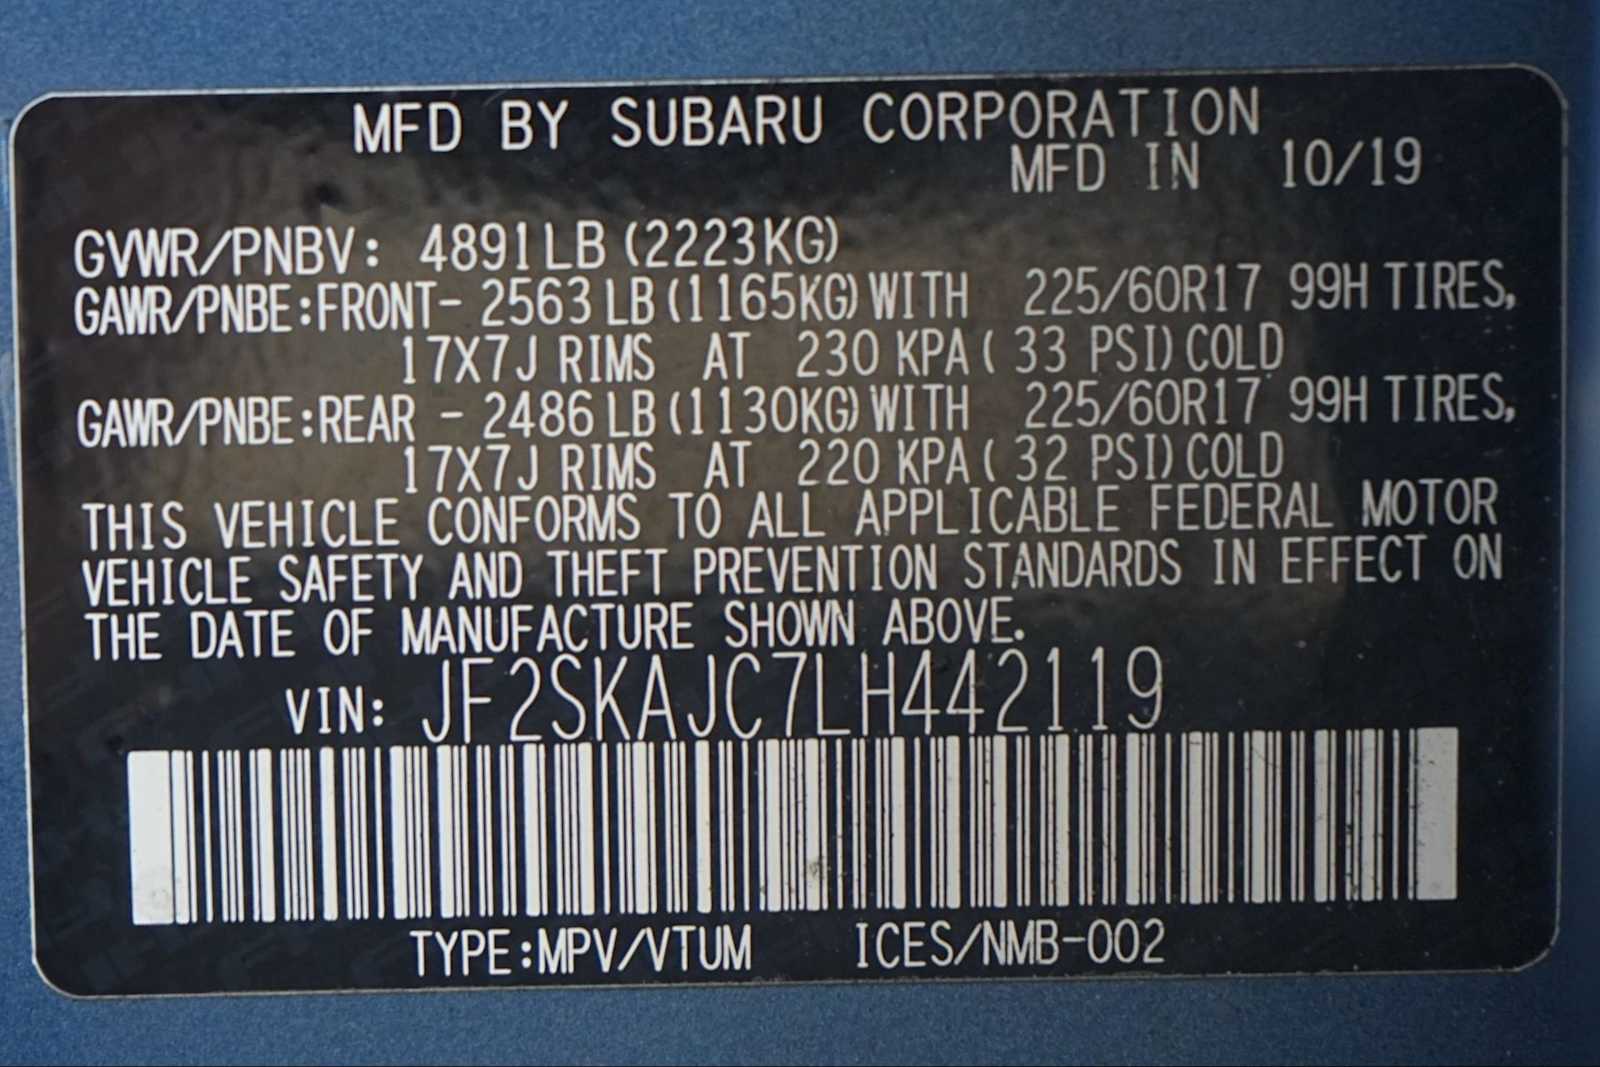 MFD BY SUBARU CORPORATION
MFD IN 10/19
GVWR/PNBV: 4891LB (2223KG)
GAWR/PNBE:FRONT- 2563 LB (1165KG) WITH 225/60R17 99H TIRES,
17X7J RIMS AT 230 KPA ( 33 PSI) COLD
GAWR/PNBE:REAR - 2486 LB (1130KG) WITH 225/60R17 99H TIRES,
17X7J RIMS AT 220 KPA ( 32 PSI) COLD
THIS VEHICLE CONFORMS TO ALL APPLICABLE FEDERAL MOTOR
VEHICLE SAFETY AND THEFT PREVENTION STANDARDS IN EFFECT ON
THE DATE OF MANUFACTURE SHOWN ABOVE.
VIN: JF2SKAJC7LH442119
TYPE:MPV/VTUM ICES/NMB-002